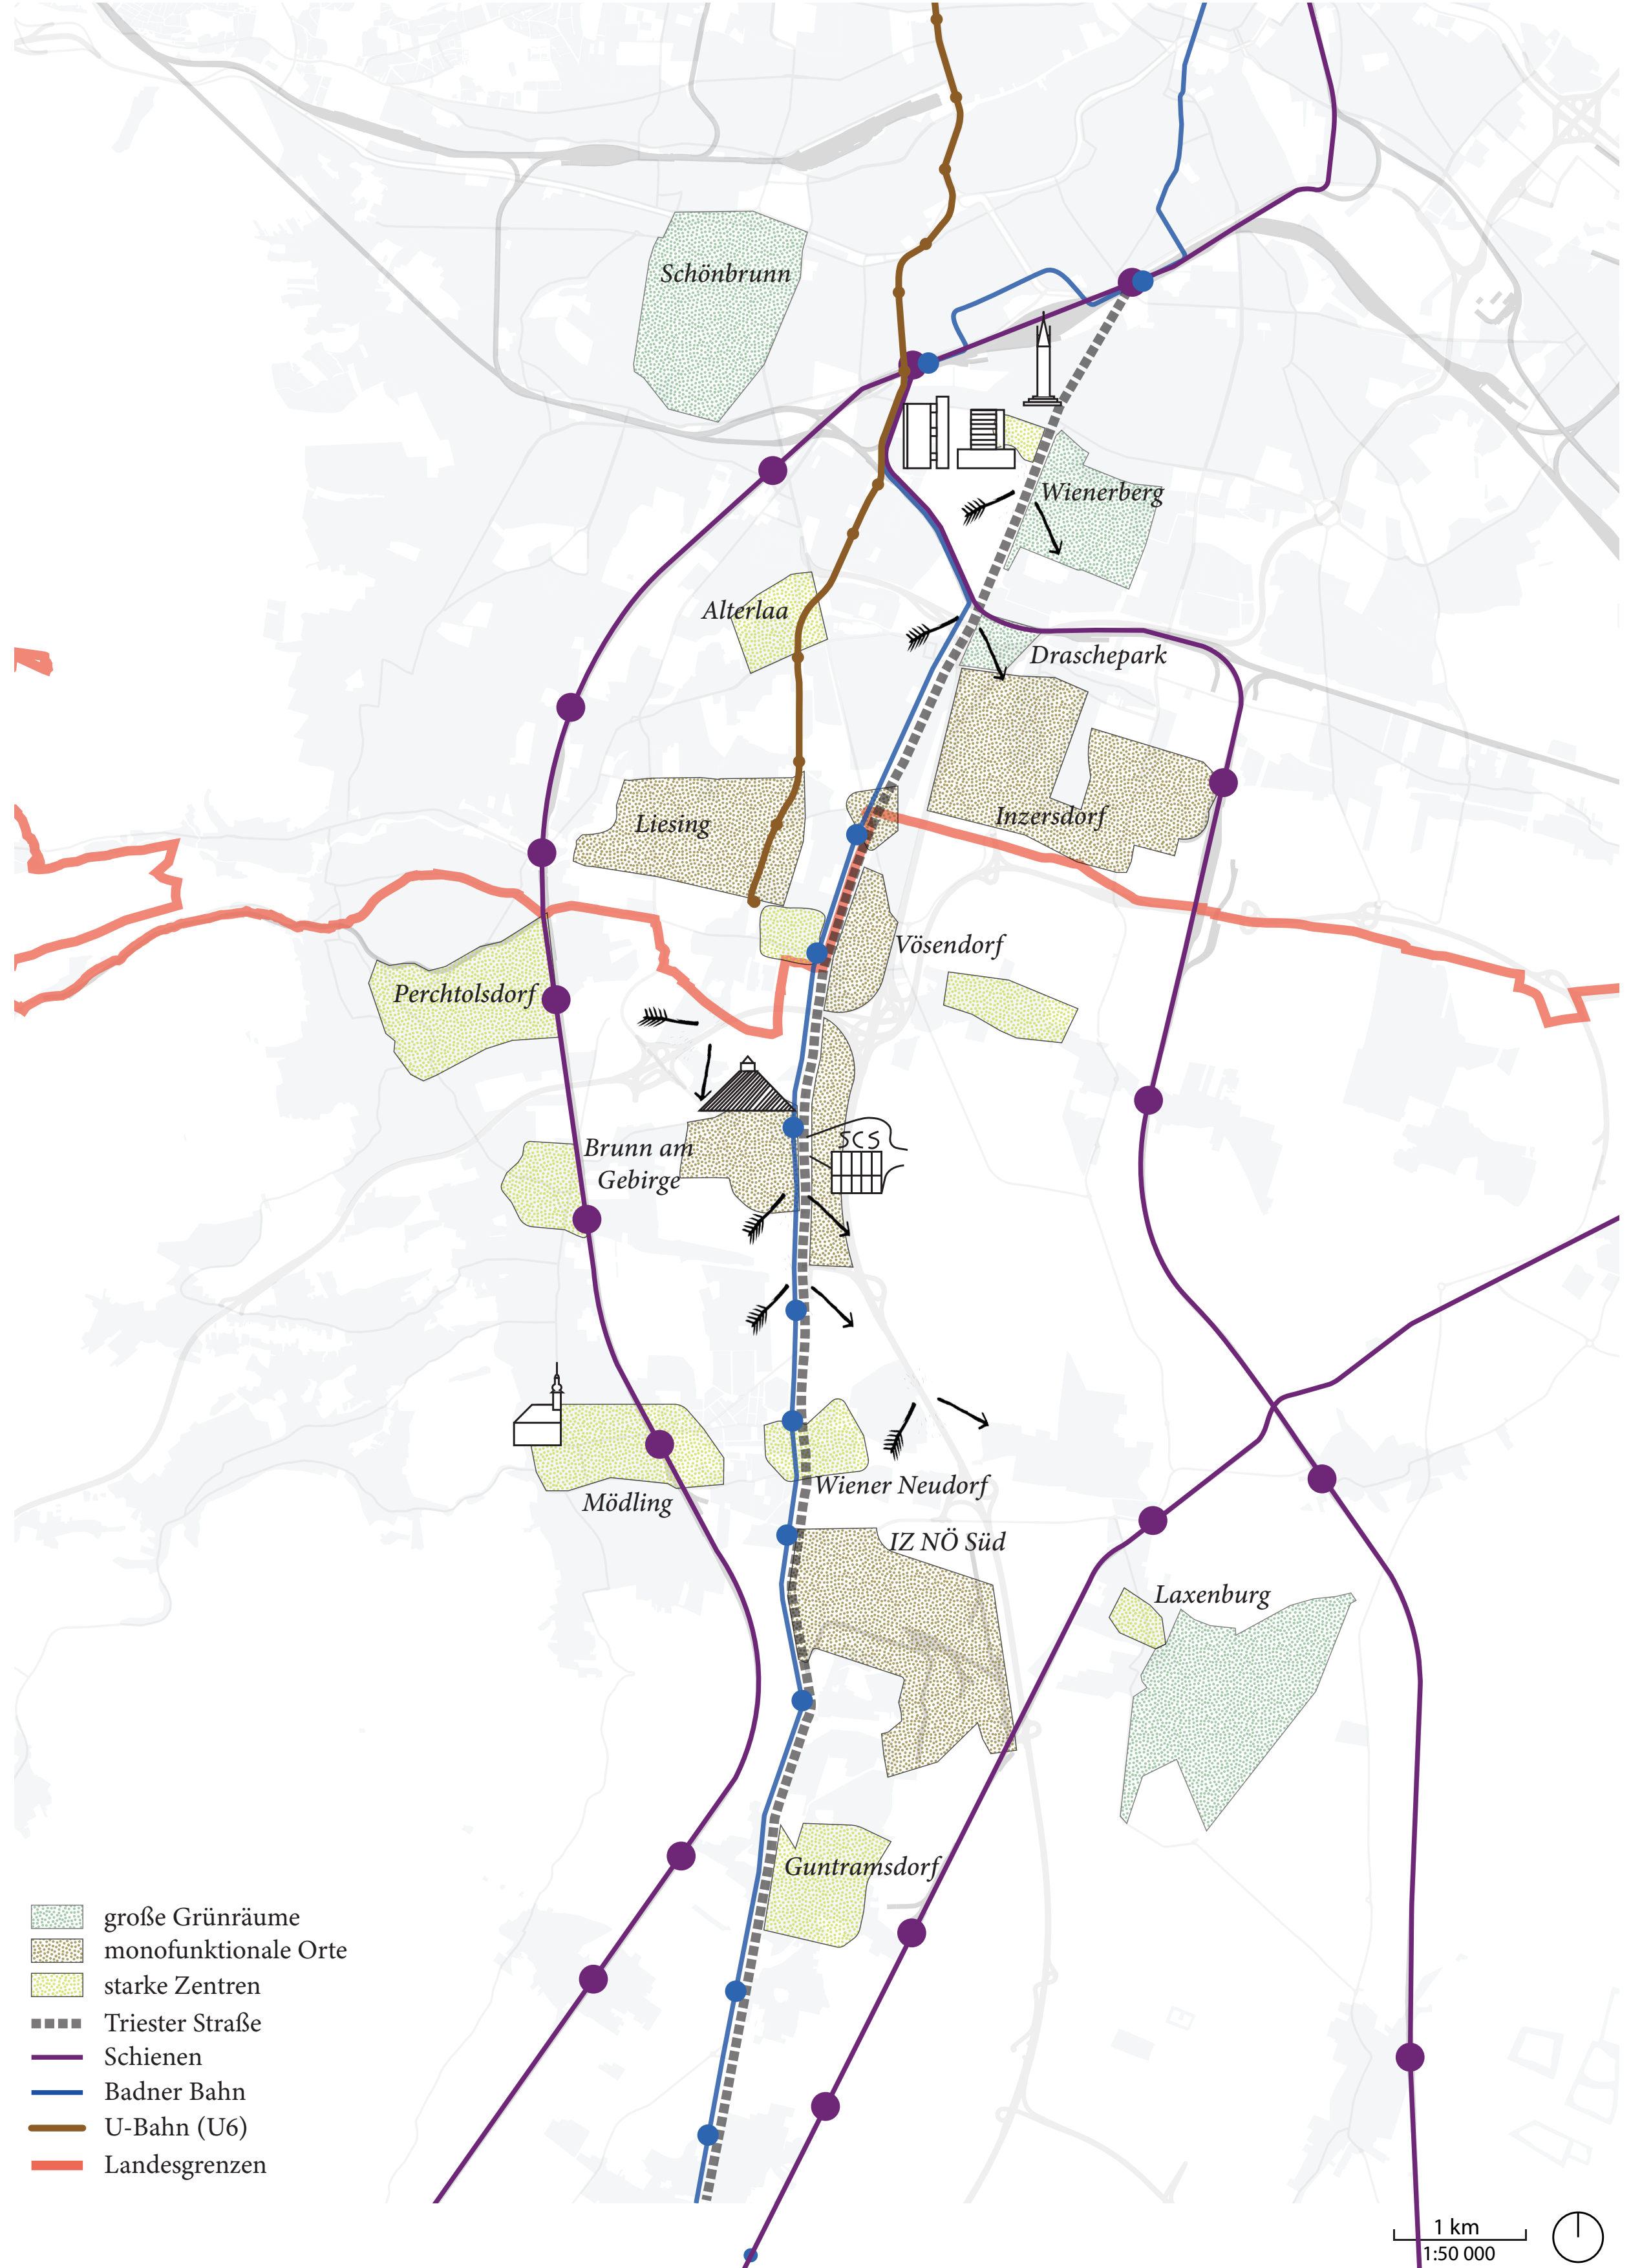 Schönbrunn
Wienerberg
Alterlaa
Draschepark
Liesing
Inzersdorf
Vösendorf
Perchtolsdorf
SCS
Brunn am
Gebirge
Wiener Neudorf
Mödling
IZ NÖ Süd
Laxenburg
Guntramsdorf
große Grünräume
monofunktionale Orte
starke Zentren
Triester Straße
Schienen
Badner Bahn
U-Bahn (U6)
Landesgrenzen
1 km
1:50 000